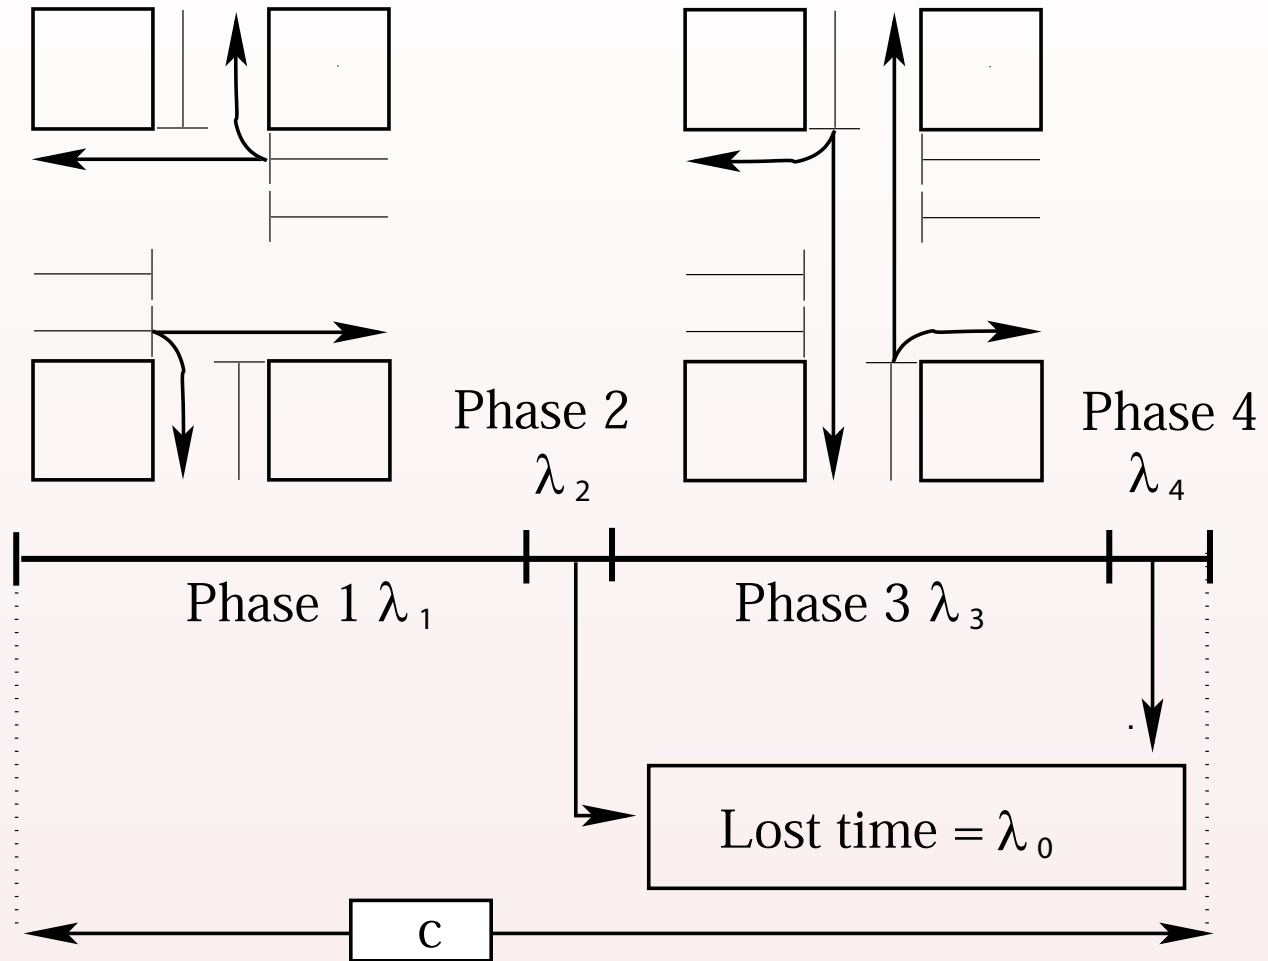 Phase 2
λ 2
Phase 4
λ 4
Phase 1 λ 1
Phase 3 λ 3
Lost time = λ 0
c